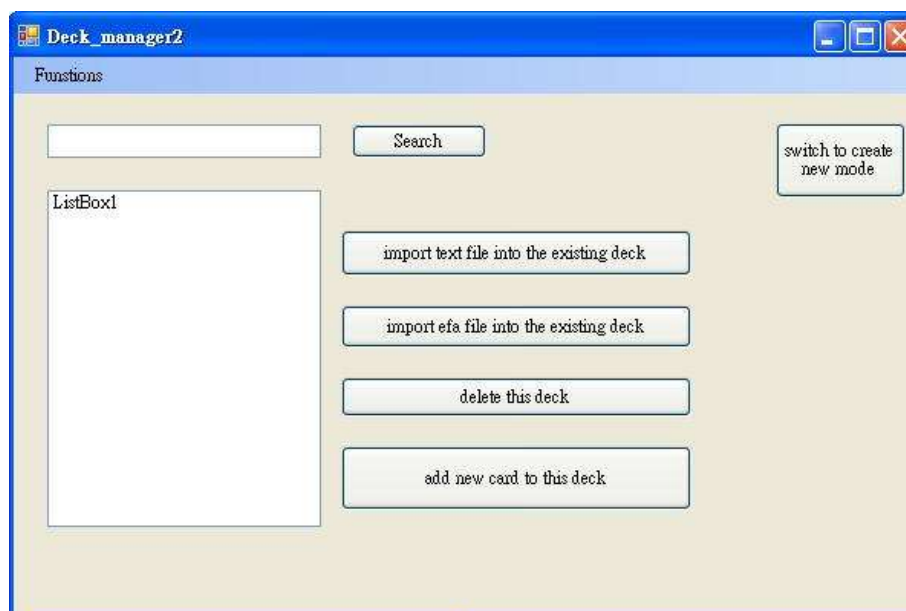 Deck_manager2
Funstions
Search
switch to create
new mode
ListBox1
import text file into the existing deck
import efa file into the existing deck
delete this deck
add new card to this deck